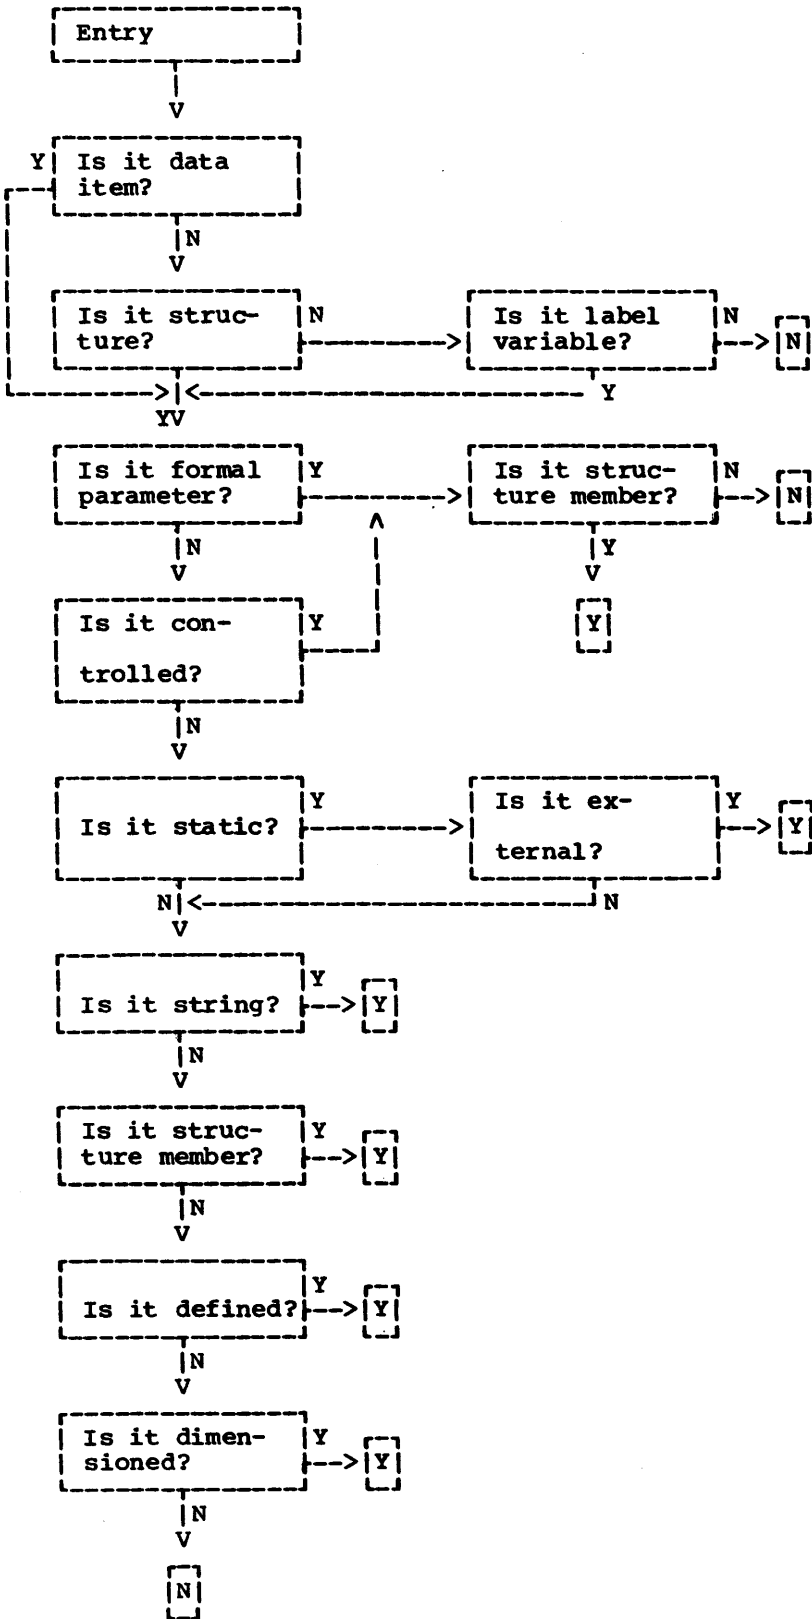 Entry
V
Y Is it data
item?
N
V
Is it struc- N Is it label N
ture? > variable? > N
> < Y
YV
Is it formal Y Is it struc- N
parameter? > ture member? > N
N Y
V V
Is it con- Y Y
trolled?
N
V
Y Is it ex- Y
Is it static? > > Y
ternal?
N < N
V
Y
Is it string? > Y
N
V
Is it struc- Y
ture member? > Y
N
V
Y
Is it defined? > Y
N
V
Is it dimen- Y
sioned? > Y
N
V
N